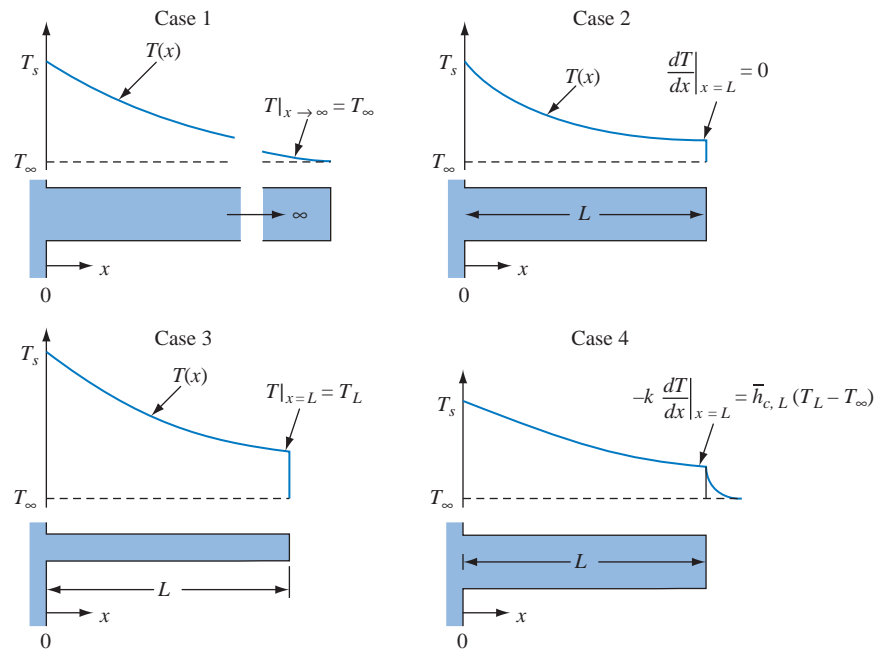 Case 1
T_s
T(x)
T|_{x → ∞} = T_∞
T_∞
∞
x
0
Case 2
T_s
T(x)
dT/dx|_{x = L} = 0
T_∞
L
x
0
Case 3
T_s
T(x)
T|_{x = L} = T_L
T_∞
L
x
0
Case 4
T_s
–k dT/dx|_{x = L} = h̅_{c, L} (T_L – T_∞)
T_∞
L
x
0